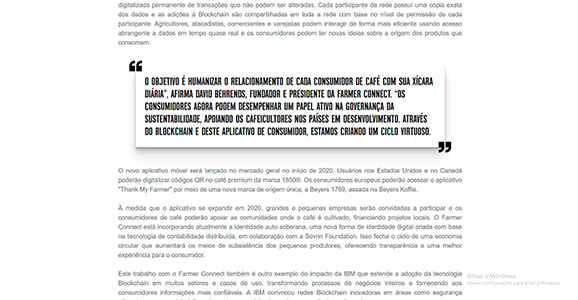 digitalizada permanente de transações que não podem ser alteradas. Cada participante da rede possui uma cópia exata
dos dados e as adições à Blockchain são compartilhadas em toda a rede com base no nível de permissão de cada
participante. Agricultores, atacadistas, comerciantes e varejistas podem interagir de forma mais eficiente usando acesso
abrangente a dados em tempo quase real e os consumidores podem ter novas ideias sobre a origem dos produtos que
consomem.
“
O OBJETIVO É HUMANIZAR O RELACIONAMENTO DE CADA CONSUMIDOR DE CAFÉ COM SUA XÍCARA
DIÁRIA”, AFIRMA DAVID BEHRENDS, FUNDADOR E PRESIDENTE DA FARMER CONNECT. “OS
CONSUMIDORES AGORA PODEM DESEMPENHAR UM PAPEL ATIVO NA GOVERNANÇA DA
SUSTENTABILIDADE, APOIANDO OS CAFEICULTORES NOS PAÍSES EM DESENVOLVIMENTO. ATRAVÉS
DO BLOCKCHAIN E DESTE APLICATIVO DE CONSUMIDOR, ESTAMOS CRIANDO UM CICLO VIRTUOSO.
”
O novo aplicativo móvel será lançado no mercado geral no início de 2020. Usuários nos Estados Unidos e no Canadá
poderão digitalizar códigos QR no café premium da marca 1850®. Os consumidores europeus poderão acessar o aplicativo
"Thank My Farmer" por meio de uma nova marca de origem única, a Beyers 1769, assada na Beyers Koffie.
À medida que o aplicativo se expandir em 2020, grandes e pequenas empresas serão convidadas a participar e os
consumidores de café poderão apoiar as comunidades onde o café é cultivado, financiando projetos locais. O Farmer
Connect está incorporando atualmente a identidade auto soberana, uma nova forma de identidade digital criada com base
na tecnologia de contabilidade distribuída, em colaboração com a Sovrin Foundation. Isso fecha o ciclo de uma economia
circular que aumentará os meios de subsistência dos pequenos produtores, oferecendo transparência e uma melhor
experiência para o consumidor.
Este trabalho com o Farmer Connect também é outro exemplo do impacto da IBM que estende a adoção da tecnologia
Blockchain em muitos setores e casos de uso, transformando processos de negócios inteiros e fornecendo aos
consumidores informações mais confiáveis. A IBM convocou redes Blockchain inovadoras em áreas como segurança
Ativar o Windows
Acesse Configurações para ativar o Windows.